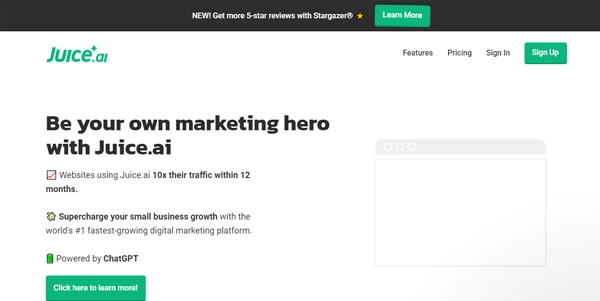 NEW! Get more 5-star reviews with Stargazer® ⭐ Learn More
JUICE.ai Features Pricing Sign In Sign Up
Be your own marketing hero
with Juice.ai
📈 Websites using Juice.ai 10x their traffic within 12
months.
💸 Supercharge your small business growth with the
world's #1 fastest-growing digital marketing platform.
🔋 Powered by ChatGPT
Click here to learn more!